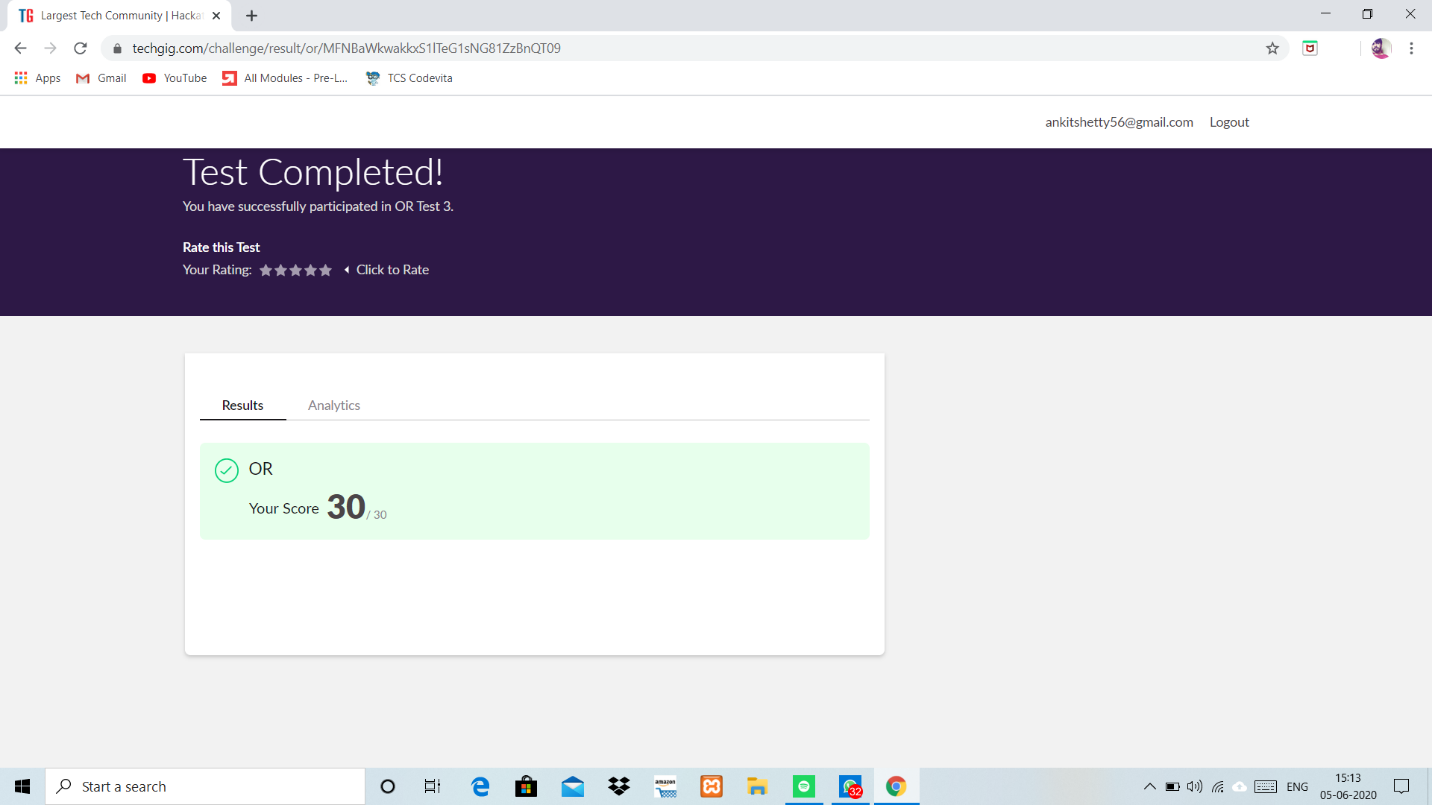 TG Largest Tech Community | Hacka
techgig.com/challenge/result/or/MFNBaWkwakkxS1lTeG1sNG81ZzBnQT09
Apps Gmail YouTube All Modules - Pre-L... TCS Codevita
ankitshetty56@gmail.com Logout
Test Completed!
You have successfully participated in OR Test 3.
Rate this Test
Your Rating: Click to Rate
Results Analytics
OR
Your Score 30 / 30
Start a search
amazon
32
ENG
15:13
05-06-2020